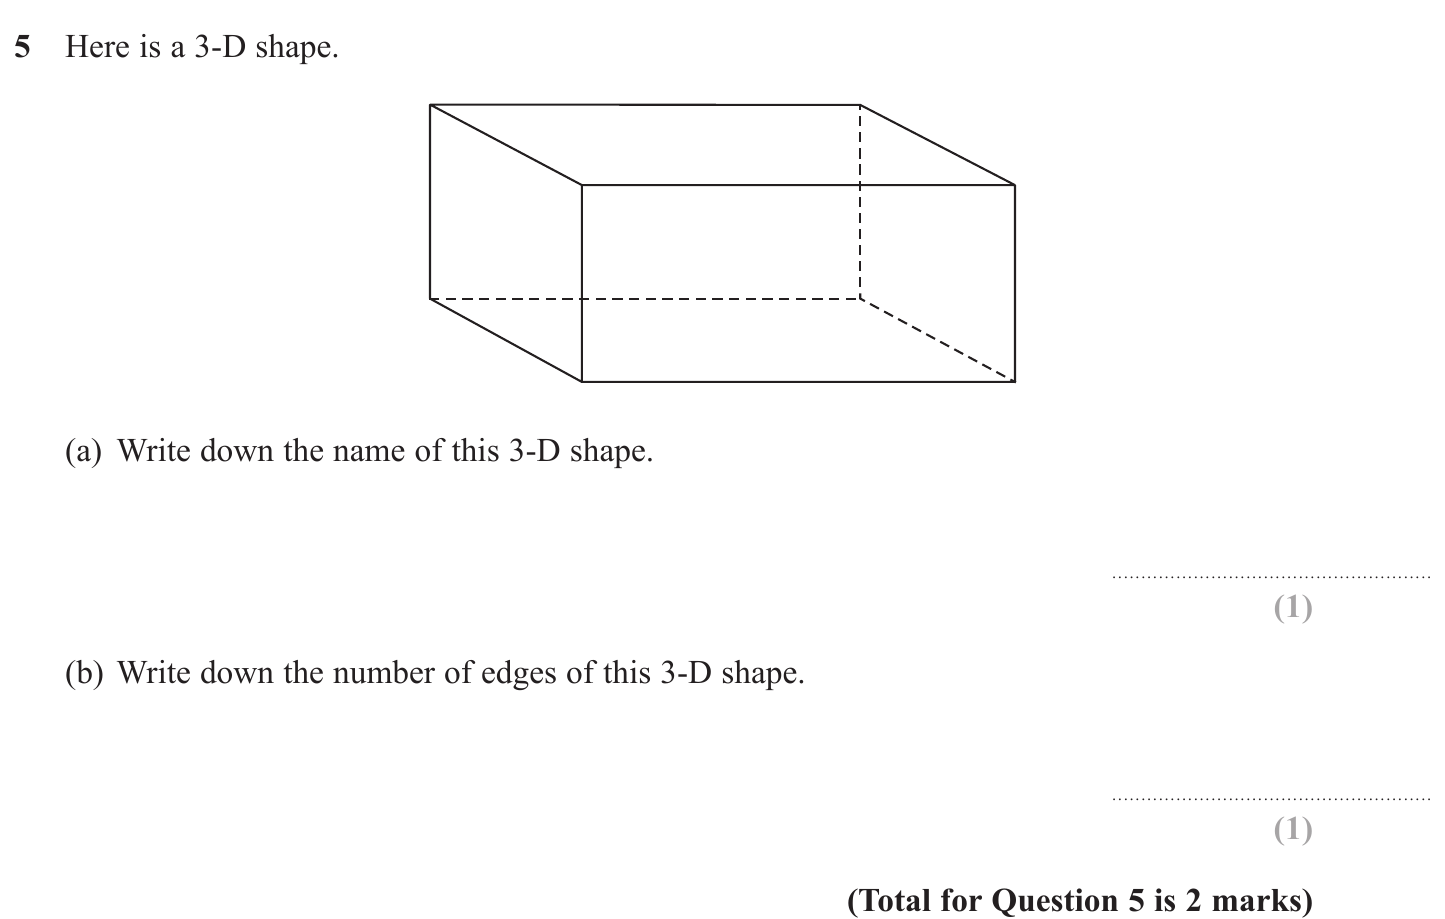 5 Here is a 3-D shape.
(a) Write down the name of this 3-D shape.
(1)
(b) Write down the number of edges of this 3-D shape.
(1)
(Total for Question 5 is 2 marks)